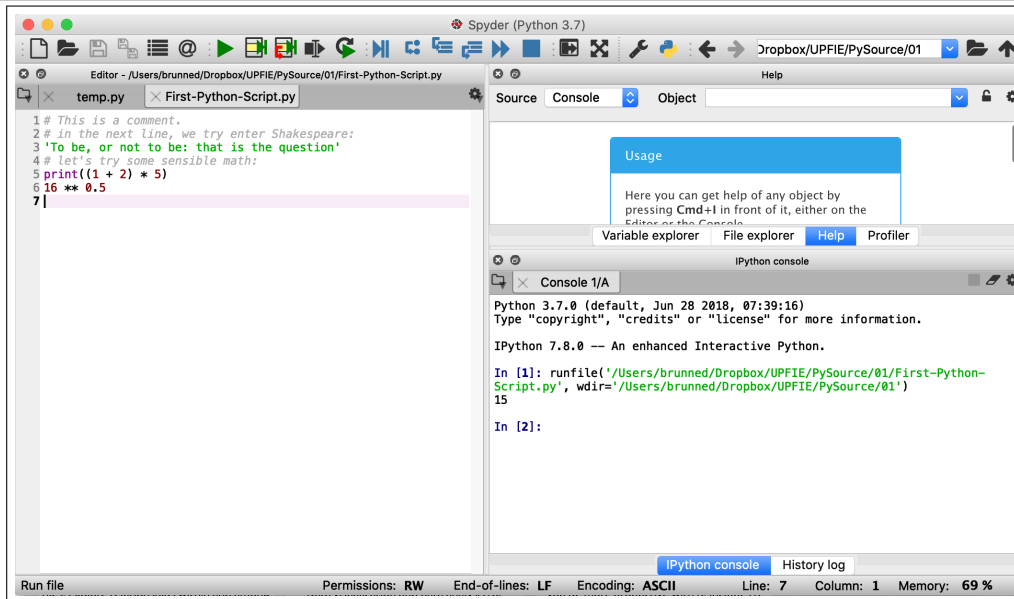 Spyder (Python 3.7)
Dropbox/UPFIE/PySource/01
Editor - /Users/brunned/Dropbox/UPFIE/PySource/01/First-Python-Script.py
temp.py
First-Python-Script.py
1 # This is a comment.
2 # in the next line, we try enter Shakespeare:
3 'To be, or not to be: that is the question'
4 # let's try some sensible math:
5 print((1 + 2) * 5)
6 16 ** 0.5
7
Help
Source Console Object
Usage
Here you can get help of any object by
pressing Cmd+I in front of it, either on the
Editor or the Console
Variable explorer File explorer Help Profiler
IPython console
Console 1/A
Python 3.7.0 (default, Jun 28 2018, 07:39:16)
Type "copyright", "credits" or "license" for more information.
IPython 7.8.0 -- An enhanced Interactive Python.
In [1]: runfile('/Users/brunned/Dropbox/UPFIE/PySource/01/First-Python-
Script.py', wdir='/Users/brunned/Dropbox/UPFIE/PySource/01')
15
In [2]:
IPython console History log
Run file Permissions: RW End-of-lines: LF Encoding: ASCII Line: 7 Column: 1 Memory: 69 %